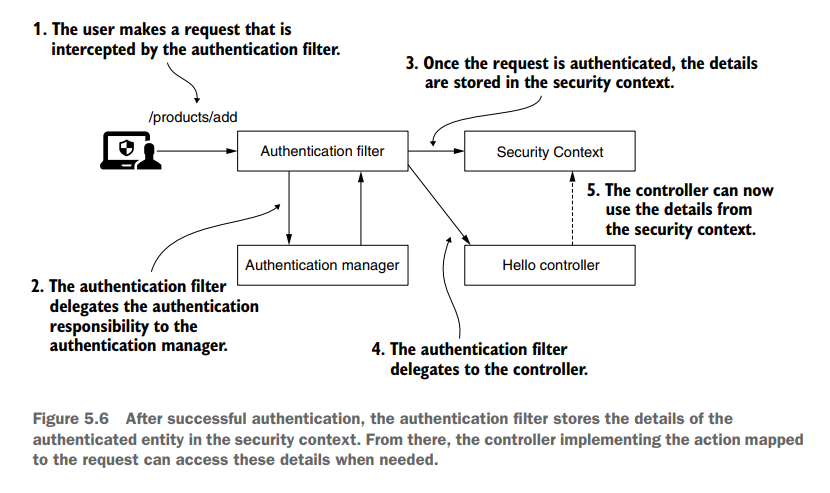 1. The user makes a request that is
intercepted by the authentication filter.
3. Once the request is authenticated, the details
are stored in the security context.
/products/add
Authentication filter
Security Context
5. The controller can now
use the details from
the security context.
Authentication manager
Hello controller
2. The authentication filter
delegates the authentication
responsibility to the
authentication manager.
4. The authentication filter
delegates to the controller.
Figure 5.6 After successful authentication, the authentication filter stores the details of the
authenticated entity in the security context. From there, the controller implementing the action mapped
to the request can access these details when needed.